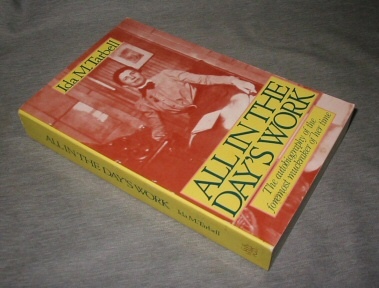 Ida M. Tarbell
ALL IN THE
DAY'S WORK
The autobiography of the
foremost muckraker of her time
ALL IN THE DAY'S WORK Ida M. Tarbell